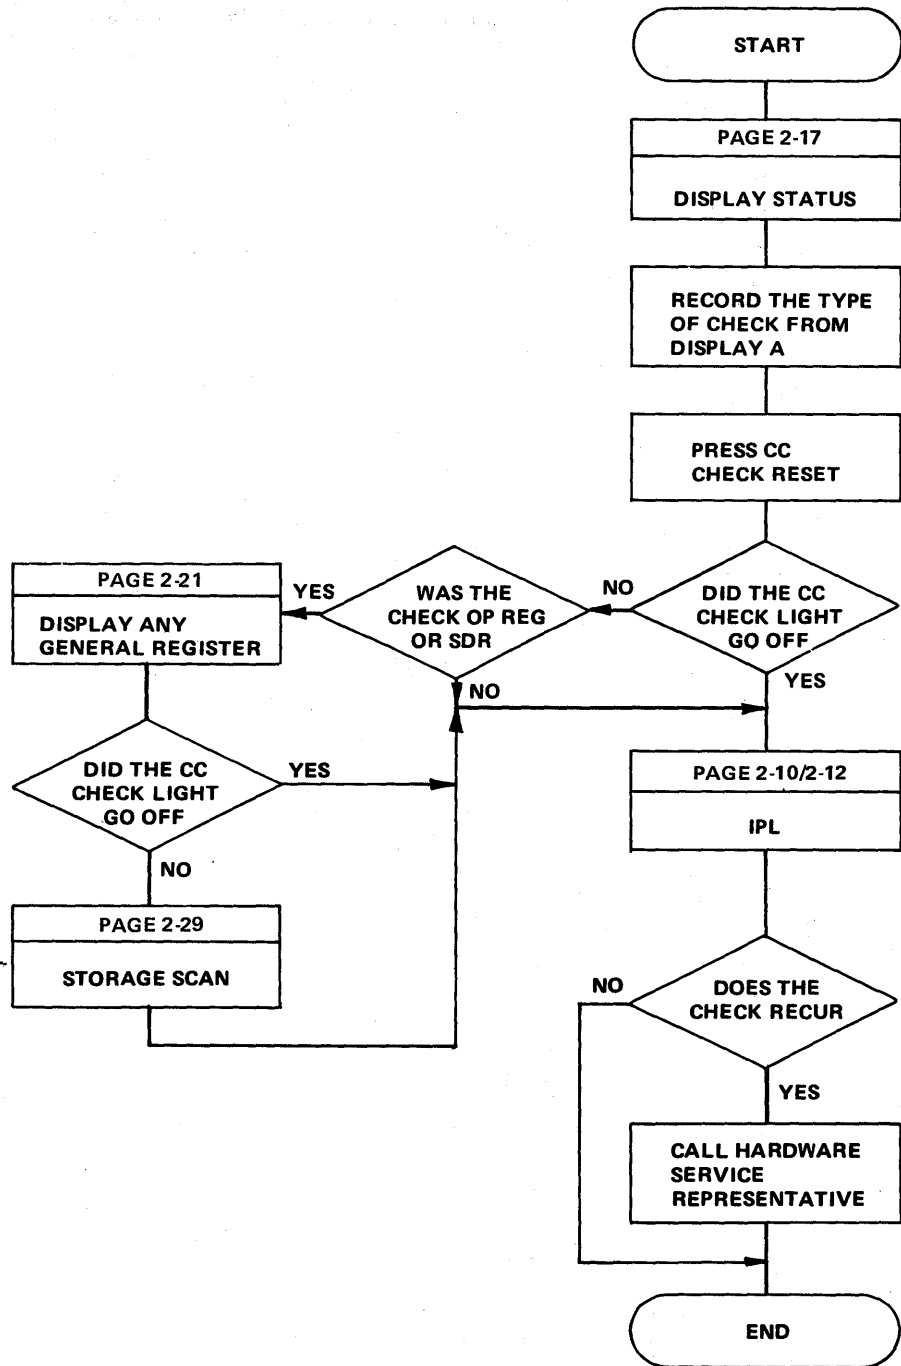 START
PAGE 2-17
DISPLAY STATUS
RECORD THE TYPE
OF CHECK FROM
DISPLAY A
PRESS CC
CHECK RESET
DID THE CC
CHECK LIGHT
GO OFF
NO
YES
WAS THE
CHECK OP REG
OR SDR
YES
NO
PAGE 2-21
DISPLAY ANY
GENERAL REGISTER
DID THE CC
CHECK LIGHT
GO OFF
YES
NO
PAGE 2-29
STORAGE SCAN
PAGE 2-10/2-12
IPL
DOES THE
CHECK RECUR
NO
YES
CALL HARDWARE
SERVICE
REPRESENTATIVE
END